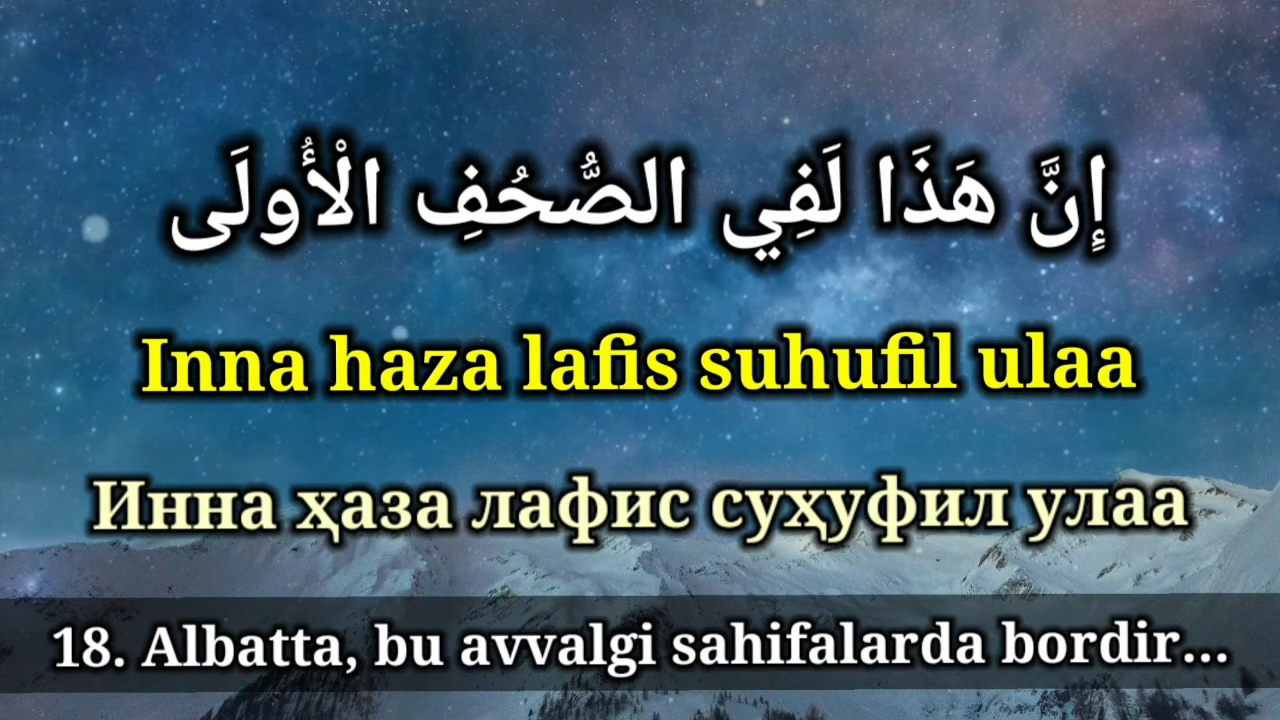 إِنَّ هَذَا لَفِي الصُّحُفِ الْأُولَى
Inna haza lafis suhufil ulaa
Инна ҳаза лафис суҳуфил улаа
18. Albatta, bu avvalgi sahifalarda bordir...